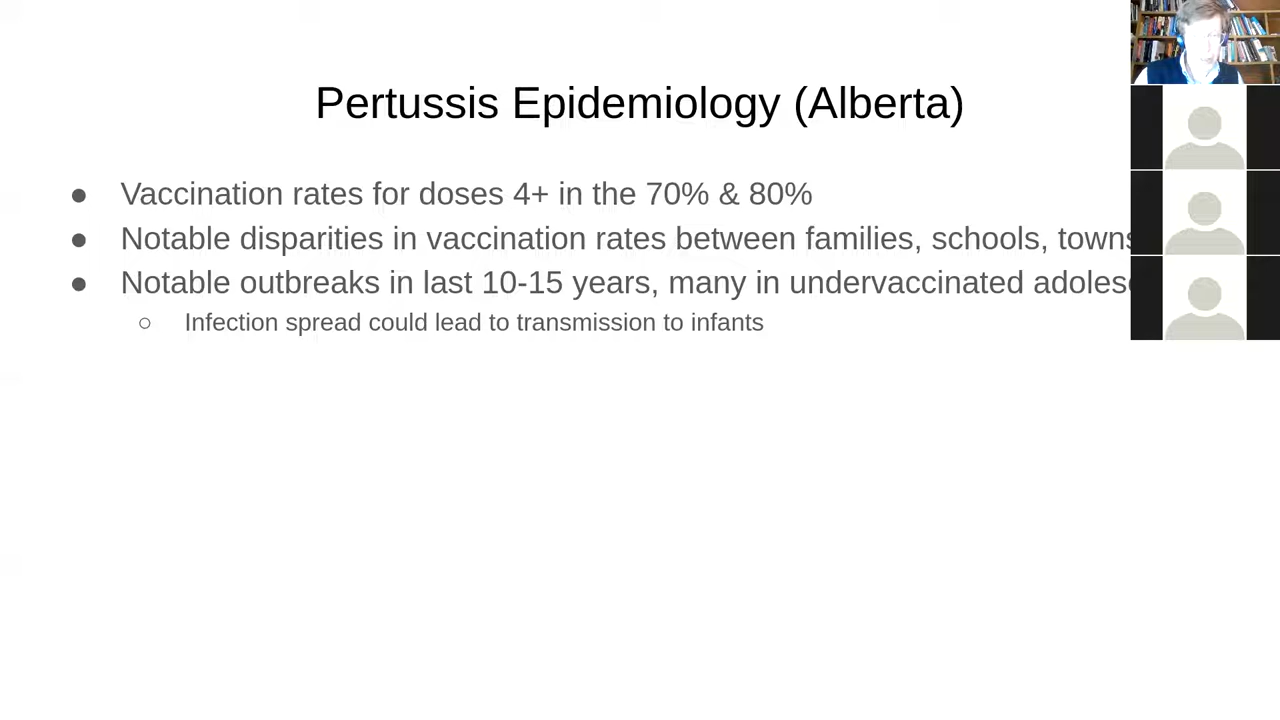 Pertussis Epidemiology (Alberta)
● Vaccination rates for doses 4+ in the 70% & 80%
● Notable disparities in vaccination rates between families, schools, towns
● Notable outbreaks in last 10-15 years, many in undervaccinated
○ Infection spread could lead to transmission to infants